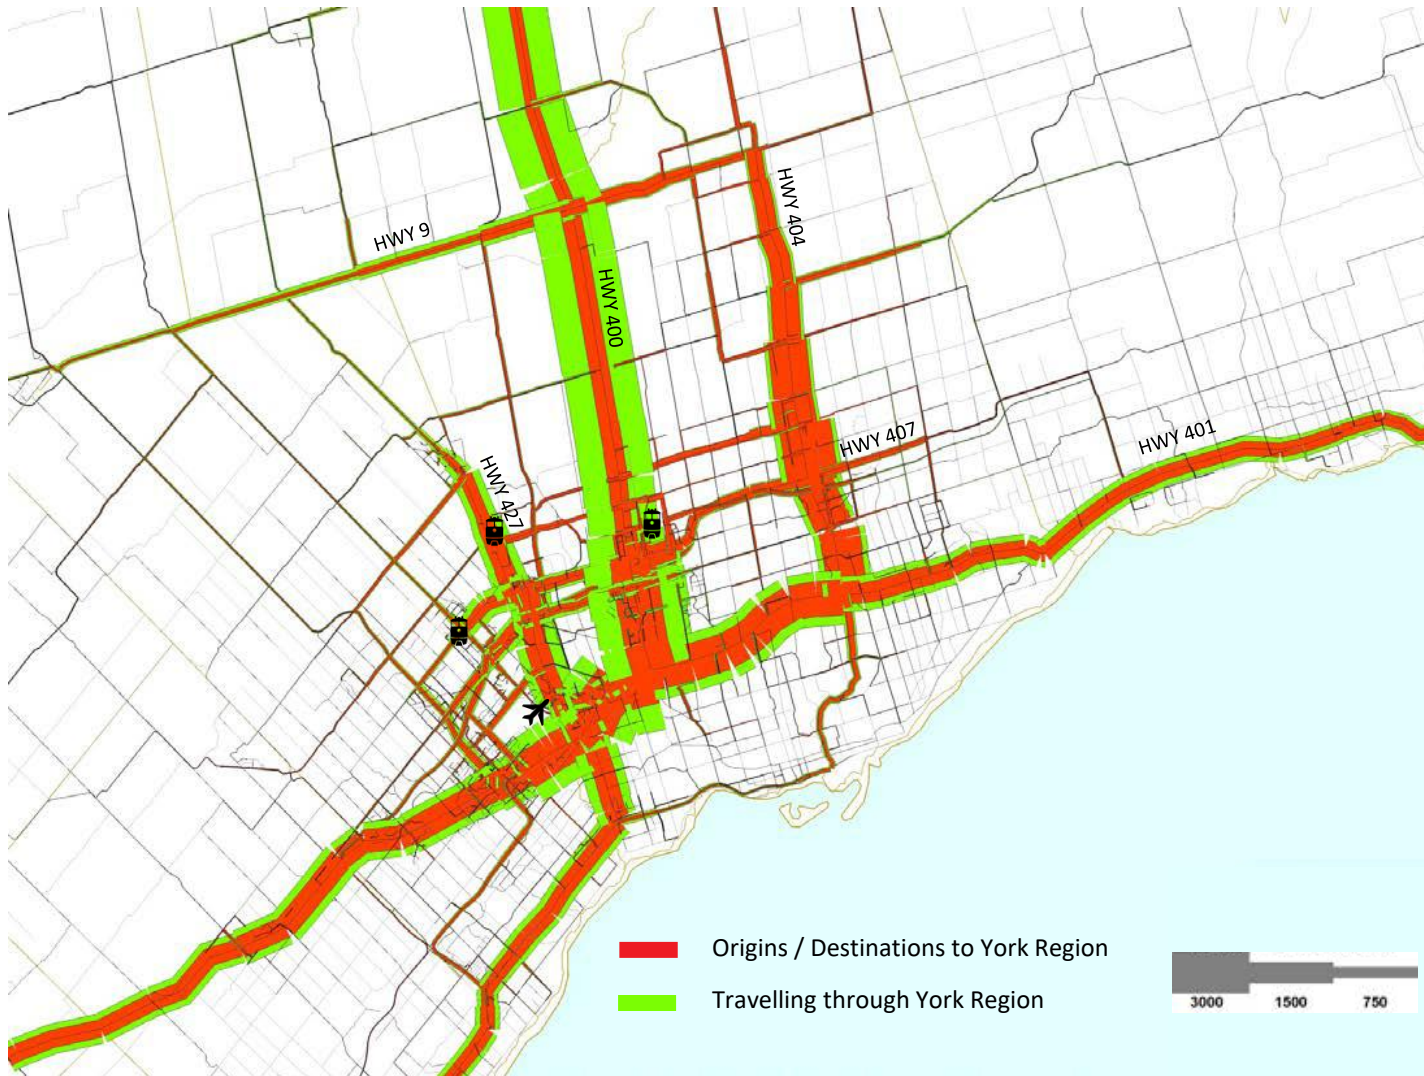 HWY 404
HWY 9
HWY 400
HWY 407
HWY 401
HWY 427
Origins / Destinations to York Region
Travelling through York Region
3000 1500 750